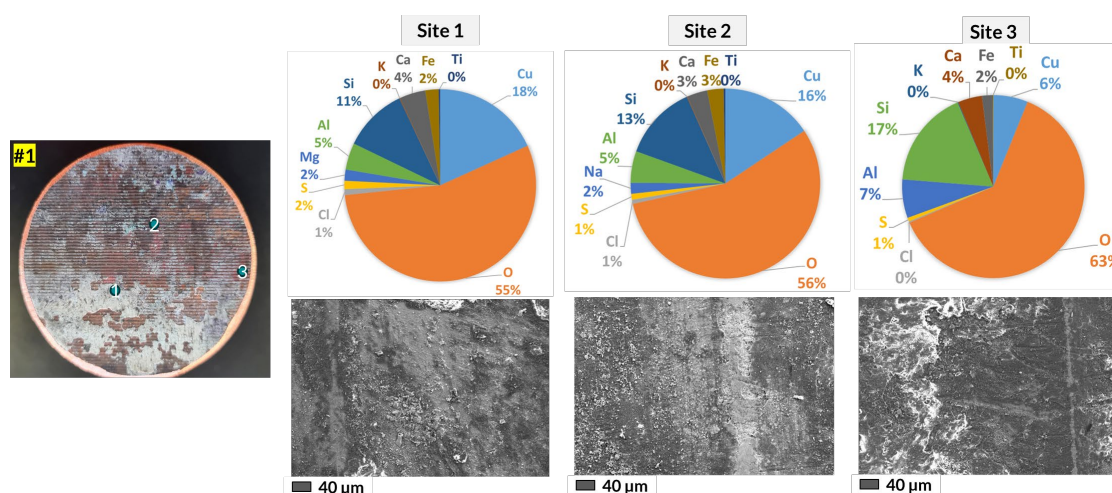 Site 1
Site 2
Site 3
#1
1
2
3
K
0%
Ca
4%
Fe
2%
Ti
0%
Cu
18%
Si
11%
Al
5%
Mg
2%
S
2%
Cl
1%
O
55%
K
0%
Ca
3%
Fe
3%
Ti
0%
Cu
16%
Si
13%
Al
5%
Na
2%
S
1%
Cl
1%
O
56%
K
0%
Ca
4%
Fe
2%
Ti
0%
Cu
6%
Si
17%
Al
7%
S
1%
Cl
0%
O
63%
40 µm
40 µm
40 µm